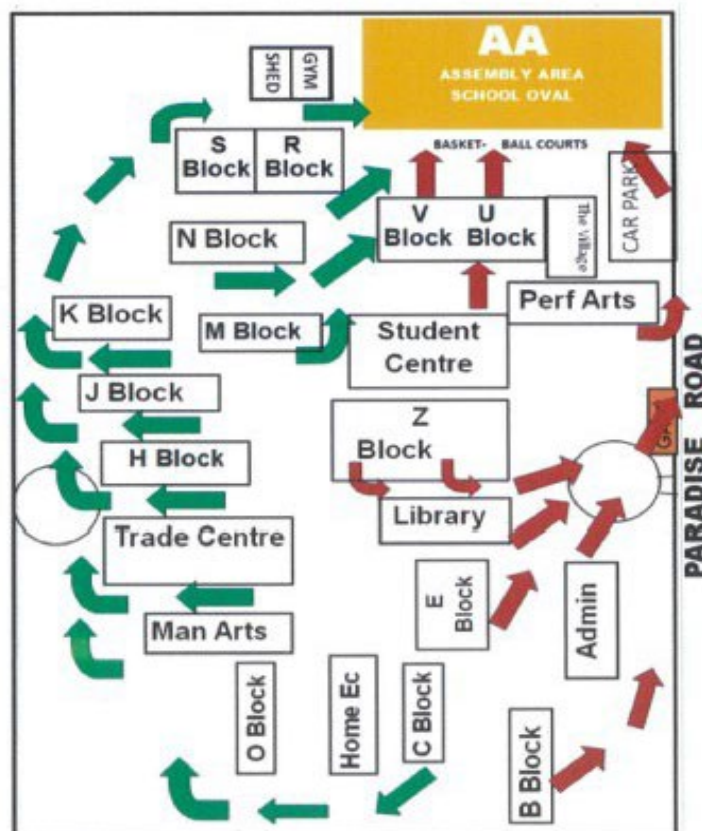 AA
ASSEMBLY AREA
SCHOOL OVAL
SHED
GYM
BASKET- BALL COURTS
S
Block
R
Block
CAR PARK
V
Block
U
Block
The Village
N Block
Perf Arts
K Block
M Block
Student
Centre
J Block
Z
Block
H Block
PARADISE ROAD
Library
Trade Centre
E
Block
Admin
Man Arts
O Block
Home Ec
C Block
B Block